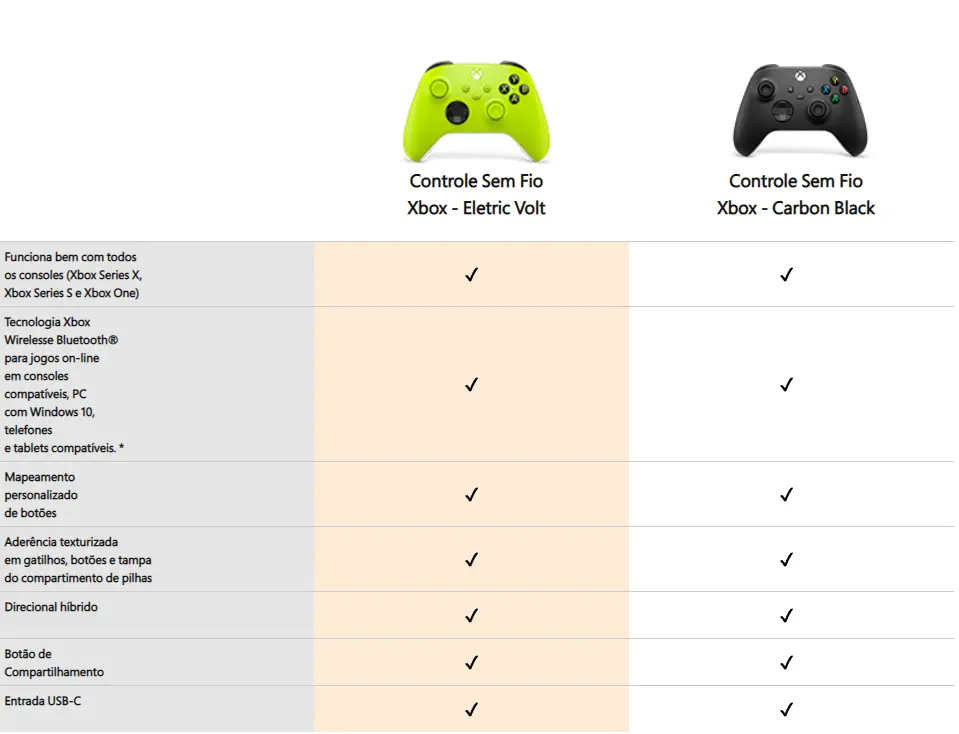 Controle Sem Fio
Xbox - Eletric Volt
Controle Sem Fio
Xbox - Carbon Black
Funciona bem com todos
os consoles (Xbox Series X,
Xbox Series S e Xbox One)
Tecnologia Xbox
Wirelesse Bluetooth®
para jogos on-line
em consoles
compatíveis, PC
com Windows 10,
telefones
e tablets compatíveis. *
Mapeamento
personalizado
de botões
Aderência texturizada
em gatilhos, botões e tampa
do compartimento de pilhas
Direcional híbrido
Botão de
Compartilhamento
Entrada USB-C